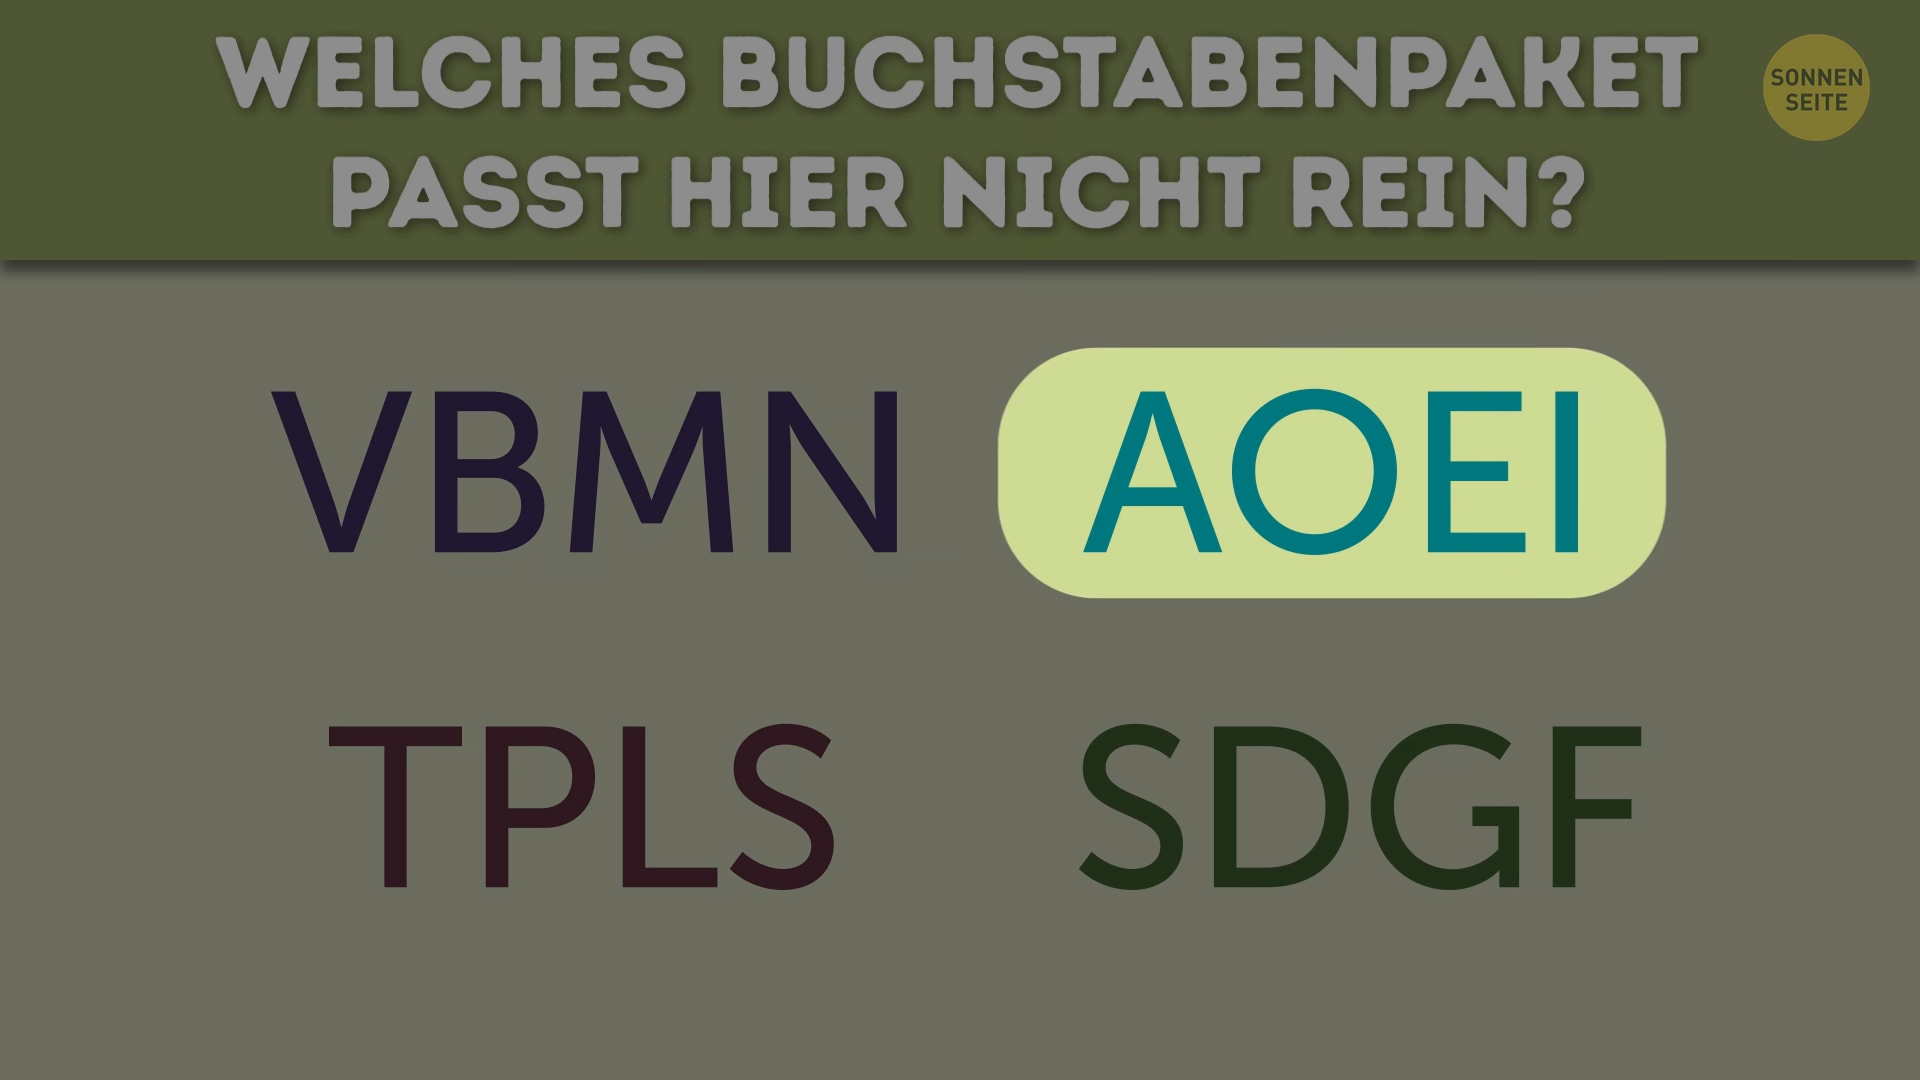 WELCHES BUCHSTABENPAKET
PASST HIER NICHT REIN?
SONNEN
SEITE
VBMN
AOEI
TPLS
SDGF